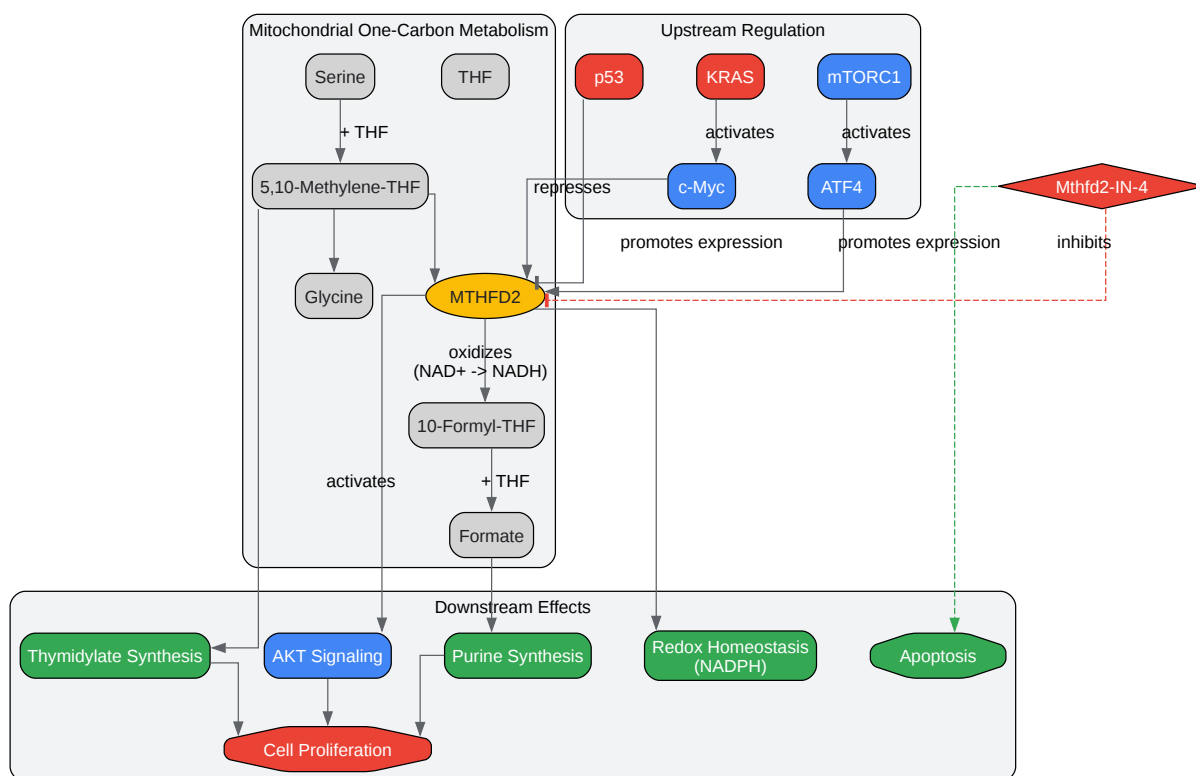 Mitochondrial One-Carbon Metabolism
Upstream Regulation
Serine
THF
p53
KRAS
mTORC1
+ THF
activates
activates
5,10-Methylene-THF
represses
c-Myc
ATF4
Mthfd2-IN-4
promotes expression
promotes expression
inhibits
Glycine
MTHFD2
oxidizes
(NAD+ -> NADH)
10-Formyl-THF
activates
+ THF
Formate
Downstream Effects
Thymidylate Synthesis
AKT Signaling
Purine Synthesis
Redox Homeostasis
(NADPH)
Apoptosis
Cell Proliferation